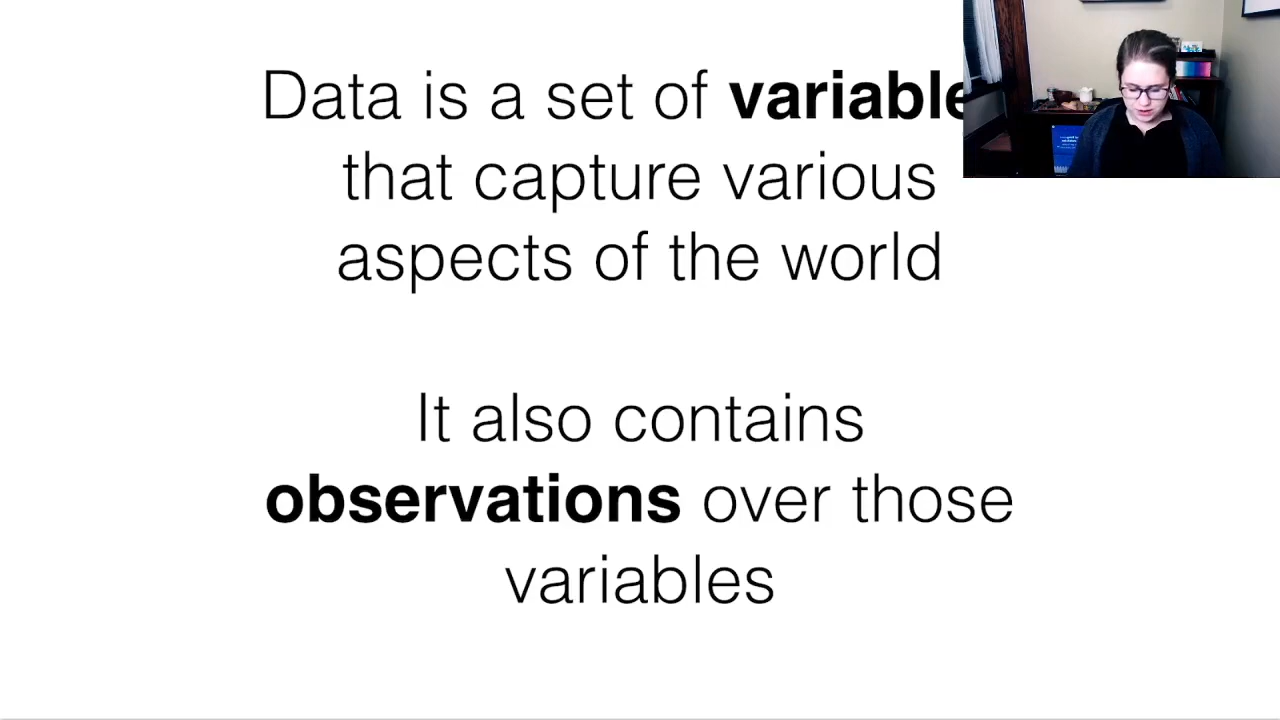 Data is a set of variable
that capture various
aspects of the world
It also contains
observations over those
variables